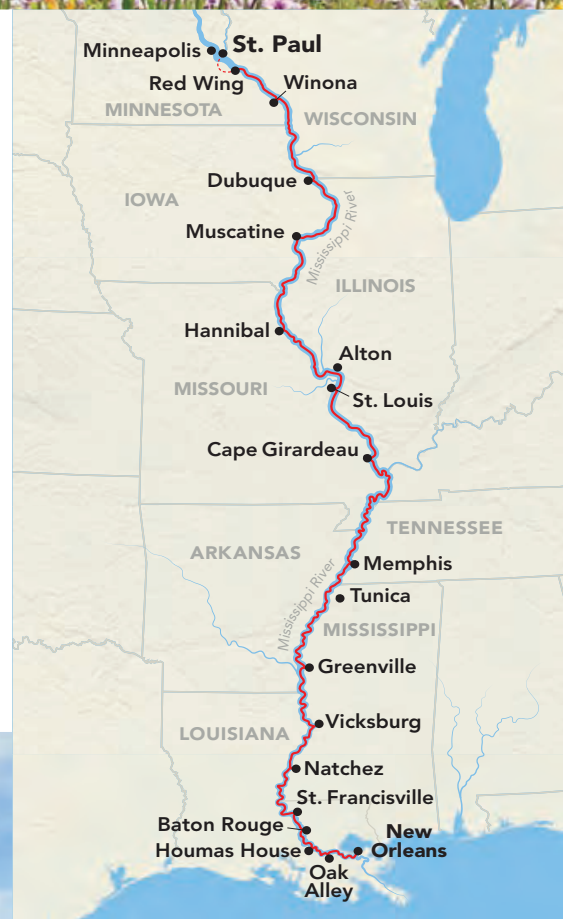 Minneapolis
St. Paul
Red Wing
Winona
MINNESOTA
WISCONSIN
Dubuque
IOWA
Mississippi River
Muscatine
ILLINOIS
Hannibal
Alton
MISSOURI
St. Louis
Cape Girardeau
TENNESSEE
ARKANSAS
Memphis
Mississippi River
Tunica
MISSISSIPPI
Greenville
Vicksburg
LOUISIANA
Natchez
St. Francisville
Baton Rouge
New
Orleans
Houmas House
Oak
Alley